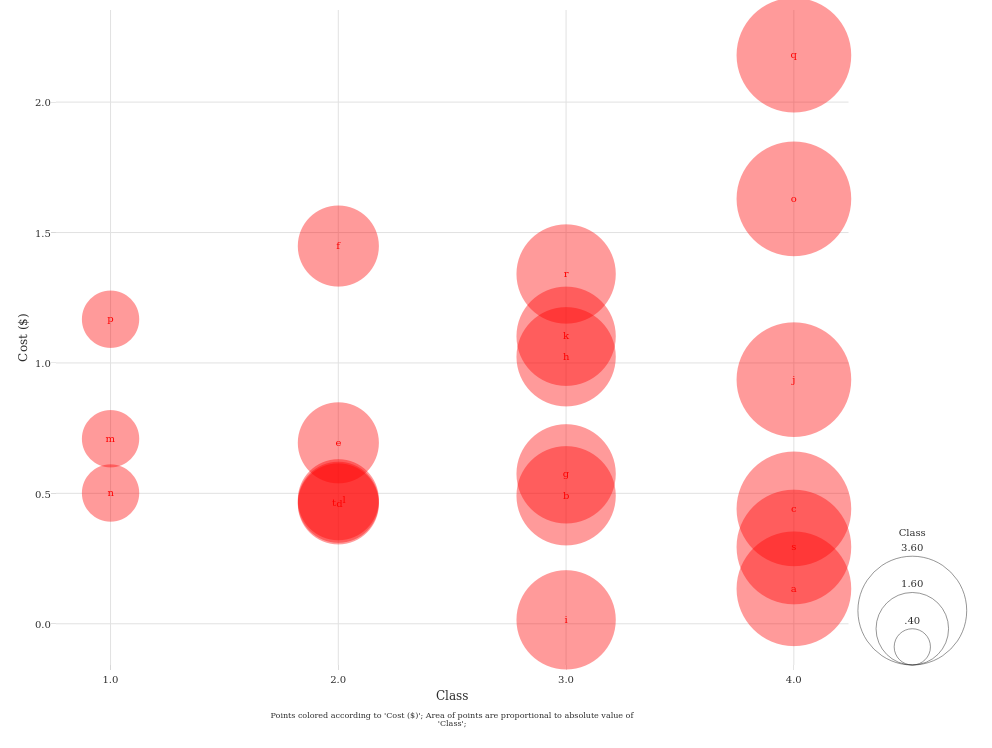 q
2.0
o
1.5
f
r
p
k
h
1.0
j
Cost ($)
m
e
g
n
b
0.5
t
d
l
c
s
a
i
0.0
Class
3.60
1.60
.40
1.0
2.0
3.0
4.0
Class
Points colored according to 'Cost ($)'; Area of points are proportional to absolute value of
'Class';